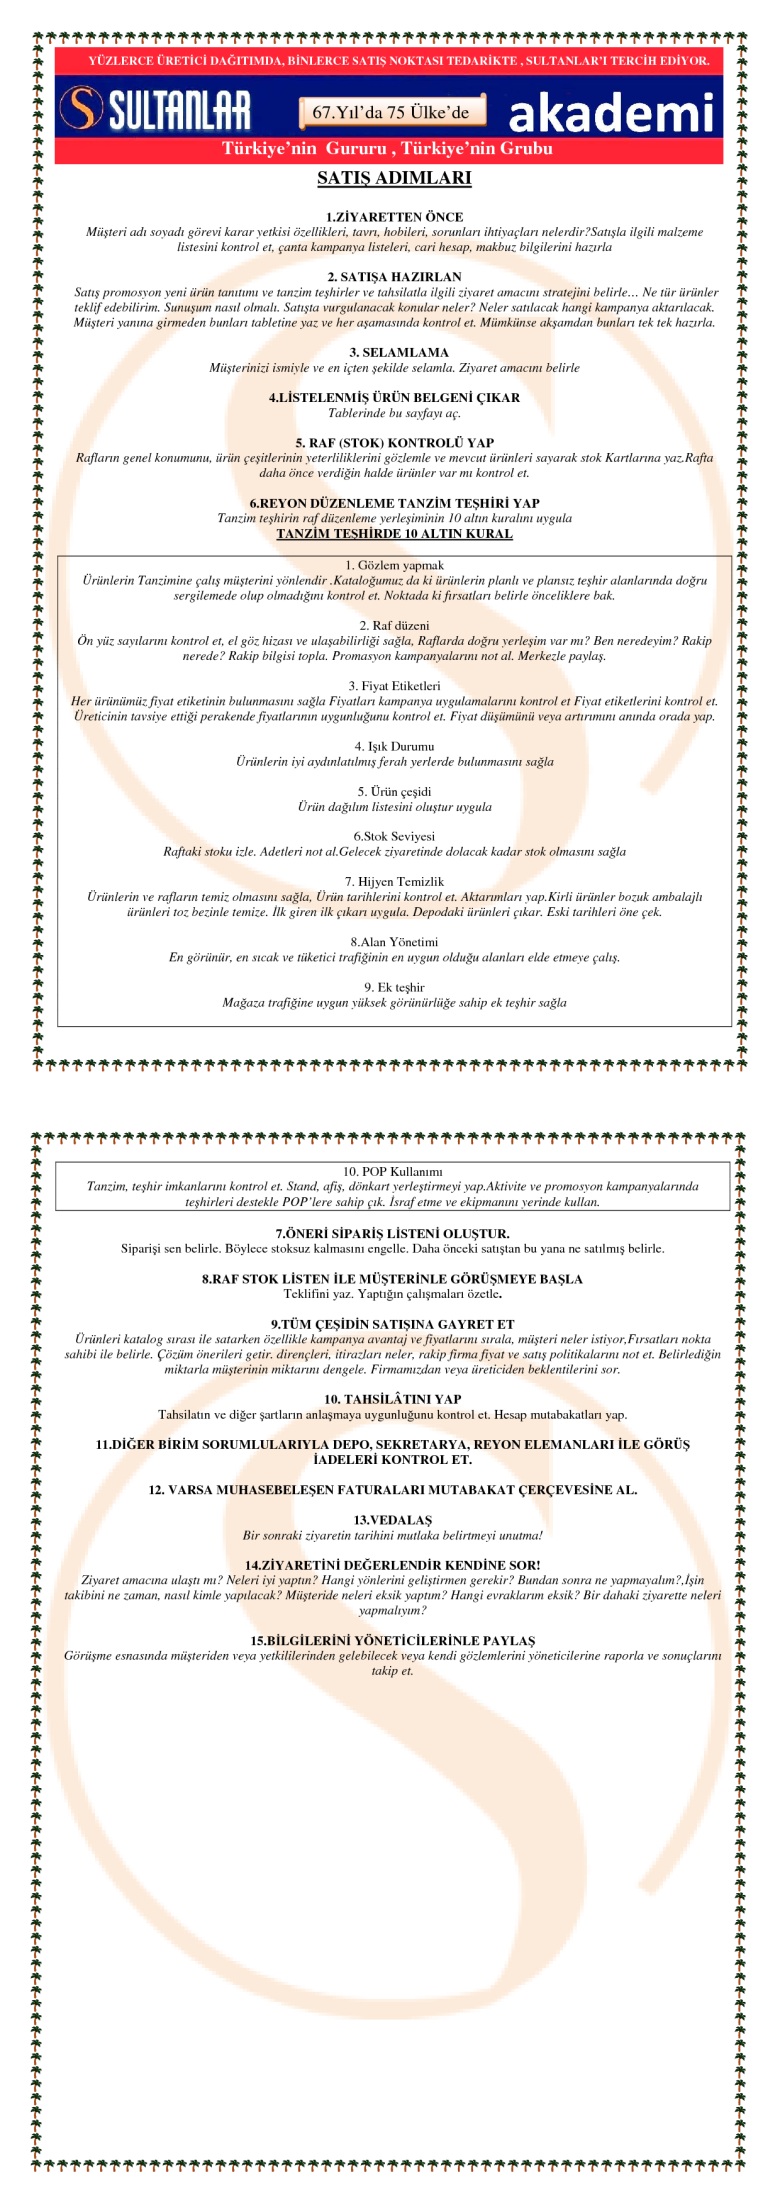 YÜZLERCE ÜRETİCİ DAĞITIMDA, BİNLERCE SATIŞ NOKTASI TEDARİKTE , SULTANLAR'I TERCİH EDİYOR.
S SULTANLAR 67.Yıl’da 75 Ülke’de akademi
Türkiye’nin Gururu , Türkiye’nin Grubu
SATIŞ ADIMLARI
1.ZİYARETTEN ÖNCE
Müşteri adı soyadı görevi karar yetkisi özellikleri, tavrı, hobileri, sorunları ihtiyaçları nelerdir?Satışla ilgili malzeme
listesini kontrol et, çanta kampanya listeleri, cari hesap, makbuz bilgilerini hazırla
2. SATIŞA HAZIRLAN
Satış promosyon yeni ürün tanıtımı ve tanzim teşhirler ve tahsilatla ilgili ziyaret amacını stratejini belirle… Ne tür ürünler
teklif edebilirim. Sunuşum nasıl olmalı. Satışta vurgulanacak konular neler? Neler satılacak hangi kampanya aktarılacak.
Müşteri yanına girmeden bunları tabletine yaz ve her aşamasında kontrol et. Mümkünse akşamdan bunları tek tek hazırla.
3. SELAMLAMA
Müşterinizi ismiyle ve en içten şekilde selamla. Ziyaret amacını belirle
4.LİSTELENMİŞ ÜRÜN BELGENİ ÇIKAR
Tablerinde bu sayfayı aç.
5. RAF (STOK) KONTROLÜ YAP
Rafların genel konumunu, ürün çeşitlerinin yeterliliklerini gözlemle ve mevcut ürünleri sayarak stok Kartlarına yaz.Rafta
daha önce verdiğin halde ürünler var mı kontrol et.
6.REYON DÜZENLEME TANZİM TEŞHİRİ YAP
Tanzim teşhirin raf düzenleme yerleşiminin 10 altın kuralını uygula
TANZİM TEŞHİRDE 10 ALTIN KURAL
1. Gözlem yapmak
Ürünlerin Tanzimine çalış müşterini yönlendir .Kataloğumuz da ki ürünlerin planlı ve plansız teşhir alanlarında doğru
sergilemede olup olmadığını kontrol et. Noktada ki fırsatları belirle önceliklere bak.
2. Raf düzeni
Ön yüz sayılarını kontrol et, el göz hizası ve ulaşabilirliği sağla, Raflarda doğru yerleşim var mı? Ben neredeyim? Rakip
nerede? Rakip bilgisi topla. Promasyon kampanyalarını not al. Merkezle paylaş.
3. Fiyat Etiketleri
Her ürünümüz fiyat etiketinin bulunmasını sağla Fiyatları kampanya uygulamalarını kontrol et Fiyat etiketlerini kontrol et.
Üreticinin tavsiye ettiği perakende fiyatlarının uygunluğunu kontrol et. Fiyat düşümünü veya artırımını anında orada yap.
4. Işık Durumu
Ürünlerin iyi aydınlatılmış ferah yerlerde bulunmasını sağla
5. Ürün çeşidi
Ürün dağılım listesini oluştur uygula
6.Stok Seviyesi
Raftaki stoku izle. Adetleri not al.Gelecek ziyaretinde dolacak kadar stok olmasını sağla
7. Hijyen Temizlik
Ürünlerin ve rafların temiz olmasını sağla, Ürün tarihlerini kontrol et. Aktarımları yap.Kirli ürünler bozuk ambalajlı
ürünleri toz bezinle temize. İlk giren ilk çıkarı uygula. Depodaki ürünleri çıkar. Eski tarihleri öne çek.
8.Alan Yönetimi
En görünür, en sıcak ve tüketici trafiğinin en uygun olduğu alanları elde etmeye çalış.
9. Ek teşhir
Mağaza trafiğine uygun yüksek görünürlüğe sahip ek teşhir sağla
10. POP Kullanımı
Tanzim, teşhir imkanlarını kontrol et. Stand, afiş, dönkart yerleştirmeyi yap.Aktivite ve promosyon kampanyalarında
teşhirleri destekle POP’lere sahip çık. İsraf etme ve ekipmanını yerinde kullan.
7.ÖNERİ SİPARİŞ LİSTENİ OLUŞTUR.
Siparişi sen belirle. Böylece stoksuz kalmasını engelle. Daha önceki satıştan bu yana ne satılmış belirle.
8.RAF STOK LİSTEN İLE MÜŞTERİNLE GÖRÜŞMEYE BAŞLA
Teklifini yaz. Yaptığın çalışmaları özetle.
9.TÜM ÇEŞİDİN SATIŞINA GAYRET ET
Ürünleri katalog sırası ile satarken özellikle kampanya avantaj ve fiyatlarını sırala, müşteri neler istiyor,Fırsatları nokta
sahibi ile belirle. Çözüm önerileri getir. dirençleri, itirazları neler, rakip firma fiyat ve satış politikalarını not et. Belirlediğin
miktarla müşterinin miktarını dengele. Firmamızdan veya üreticiden beklentilerini sor.
10. TAHSİLÂTINI YAP
Tahsilatın ve diğer şartların anlaşmaya uygunluğunu kontrol et. Hesap mutabakatları yap.
11.DİĞER BİRİM SORUMLULARIYLA DEPO, SEKRETARYA, REYON ELEMANLARI İLE GÖRÜŞ
İADELERİ KONTROL ET.
12. VARSA MUHASEBELEŞEN FATURALARI MUTABAKAT ÇERÇEVESİNE AL.
13.VEDALAŞ
Bir sonraki ziyaretin tarihini mutlaka belirtmeyi unutma!
14.ZİYARETİNİ DEĞERLENDİR KENDİNE SOR!
Ziyaret amacına ulaştı mı? Neleri iyi yaptın? Hangi yönlerini geliştirmen gerekir? Bundan sonra ne yapmayalım?,İşin
takibini ne zaman, nasıl kimle yapılacak? Müşteride neleri eksik yaptım? Hangi evraklarım eksik? Bir dahaki ziyarette neleri
yapmalıyım?
15.BİLGİLERİNİ YÖNETİCİLERİNLE PAYLAŞ
Görüşme esnasında müşteriden veya yetkililerinden gelebilecek veya kendi gözlemlerini yöneticilerine raporla ve sonuçlarını
takip et.